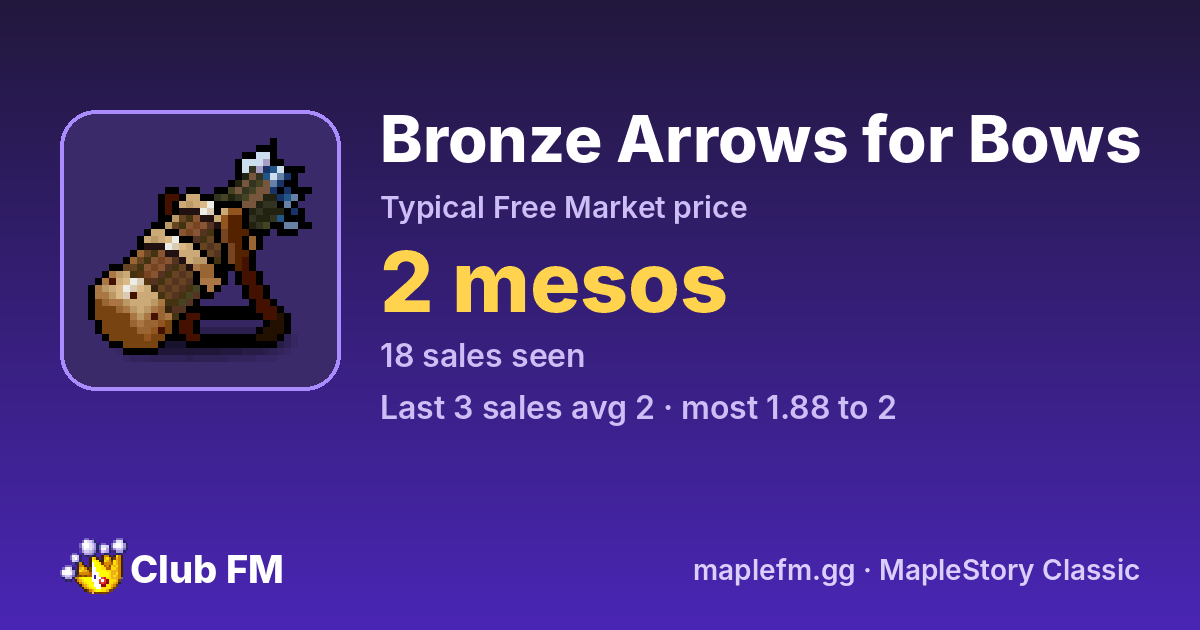 Bronze Arrows for Bows
Typical Free Market price
2 mesos
18 sales seen
Last 3 sales avg 2 · most 1.88 to 2
Club FM
maplefm.gg · MapleStory Classic